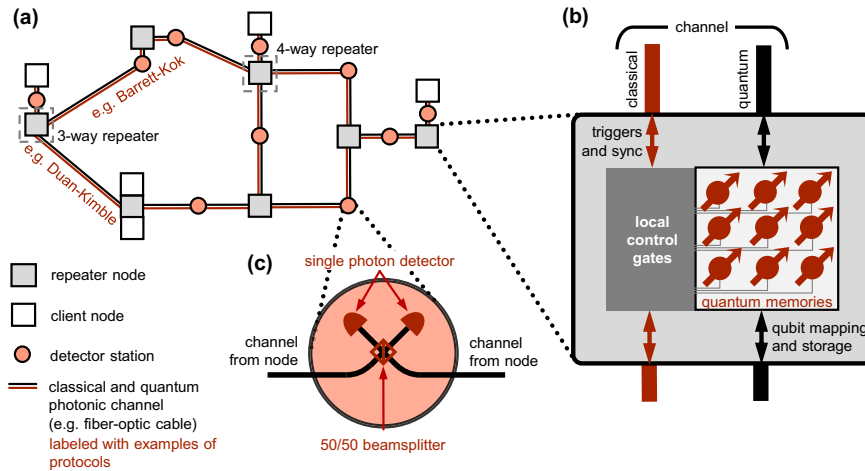 (a)
4-way repeater
e.g. Barrett-Kok
3-way repeater
e.g. Duan-Kimble
repeater node
client node
detector station
classical and quantum
photonic channel
(e.g. fiber-optic cable)
labeled with examples of
protocols
(c)
single photon detector
channel
from node
channel
from node
50/50 beamsplitter
(b)
channel
classical
quantum
triggers
and sync
local
control
gates
quantum memories
qubit mapping
and storage